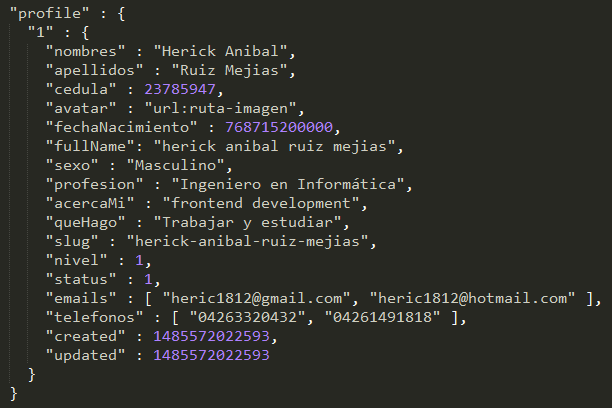 "profile" : {
"1" : {
"nombres" : "Herick Anibal",
"apellidos" : "Ruiz Mejias",
"cedula" : 23785947,
"avatar" : "url:ruta-imagen",
"fechaNacimiento" : 768715200000,
"fullName": "herick anibal ruiz mejias",
"sexo" : "Masculino",
"profesion" : "Ingeniero en Informática",
"acercaMi" : "frontend development",
"queHago" : "Trabajar y estudiar",
"slug" : "herick-anibal-ruiz-mejias",
"nivel" : 1,
"status" : 1,
"emails" : [ "heric1812@gmail.com", "heric1812@hotmail.com" ],
"telefonos" : [ "04263320432", "04261491818" ],
"created" : 1485572022593,
"updated" : 1485572022593
}
}